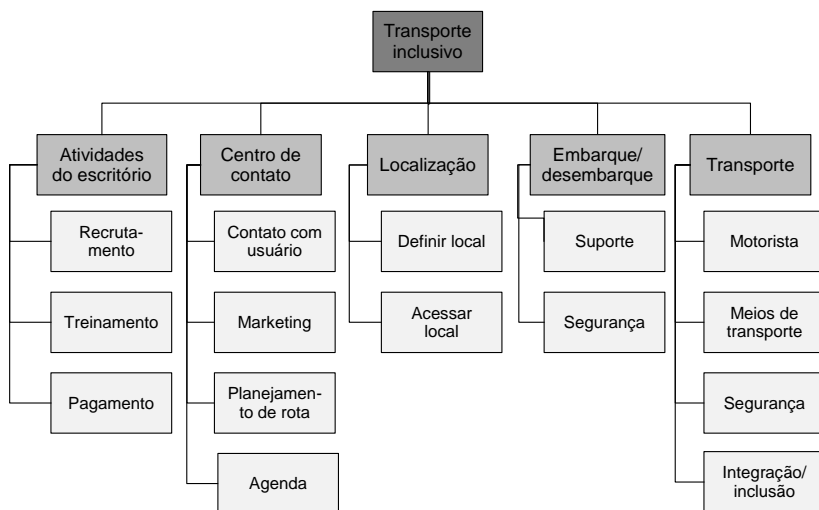 Transporte
inclusivo
Atividades
do escritório
Centro de
contato
Localização
Embarque/
desembarque
Transporte
Recruta-
mento
Contato com
usuário
Definir local
Suporte
Motorista
Treinamento
Marketing
Acessar
local
Segurança
Meios de
transporte
Pagamento
Planejamen-
to de rota
Segurança
Agenda
Integração/
inclusão